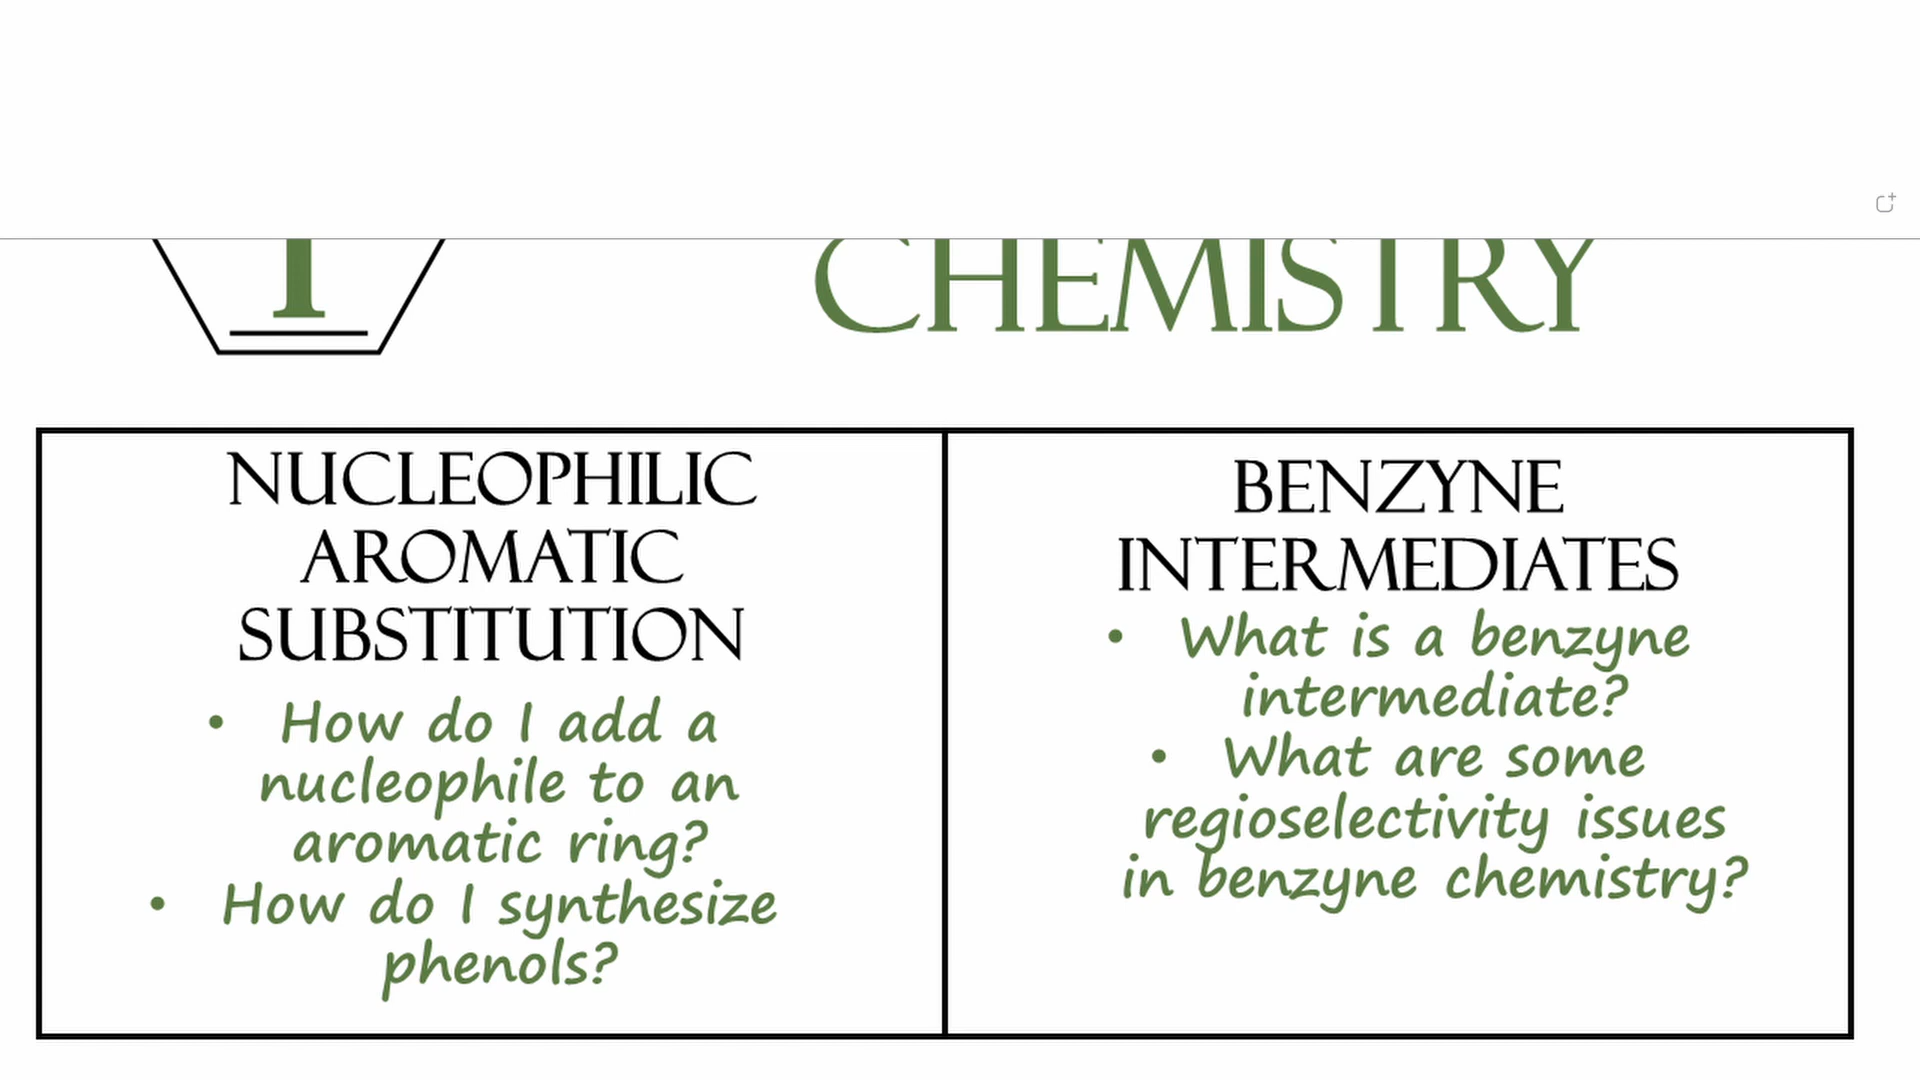 CHEMISTRY
NUCLEOPHILIC
AROMATIC
SUBSTITUTION
• How do I add a
nucleophile to an
aromatic ring?
• How do I synthesize
phenols?
BENZYNE
INTERMEDIATES
• What is a benzyne
intermediate?
• What are some
regioselectivity issues
in benzyne chemistry?